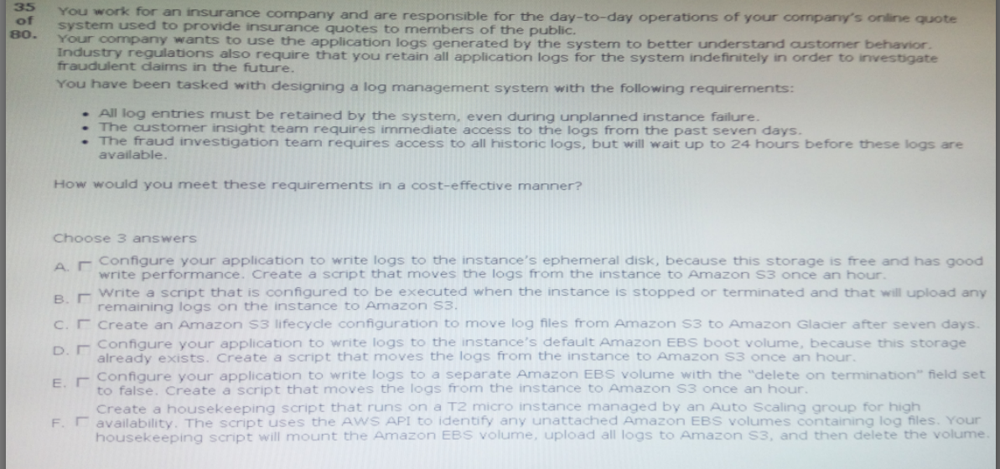 35 of 80.
You work for an insurance company and are responsible for the day-to-day operations of your company's online quote
system used to provide insurance quotes to members of the public.
Your company wants to use the application logs generated by the system to better understand customer behavior.
Industry regulations also require that you retain all application logs for the system indefinitely in order to investigate
fraudulent claims in the future.
You have been tasked with designing a log management system with the following requirements:
• All log entries must be retained by the system, even during unplanned instance failure.
• The customer insight team requires immediate access to the logs from the past seven days.
• The fraud investigation team requires access to all historic logs, but will wait up to 24 hours before these logs are
available.
How would you meet these requirements in a cost-effective manner?
Choose 3 answers
A. Configure your application to write logs to the instance's ephemeral disk, because this storage is free and has good
write performance. Create a script that moves the logs from the instance to Amazon S3 once an hour.
B. Write a script that is configured to be executed when the instance is stopped or terminated and that will upload any
remaining logs on the instance to Amazon S3.
C. Create an Amazon S3 lifecycle configuration to move log files from Amazon S3 to Amazon Glacier after seven days.
D. Configure your application to write logs to the instance's default Amazon EBS boot volume, because this storage
already exists. Create a script that moves the logs from the instance to Amazon S3 once an hour.
E. Configure your application to write logs to a separate Amazon EBS volume with the "delete on termination" field set
to false. Create a script that moves the logs from the instance to Amazon S3 once an hour.
Create a housekeeping script that runs on a T2 micro instance managed by an Auto Scaling group for high
F. availability. The script uses the AWS API to identify any unattached Amazon EBS volumes containing log files. Your
housekeeping script will mount the Amazon EBS volume, upload all logs to Amazon S3, and then delete the volume.